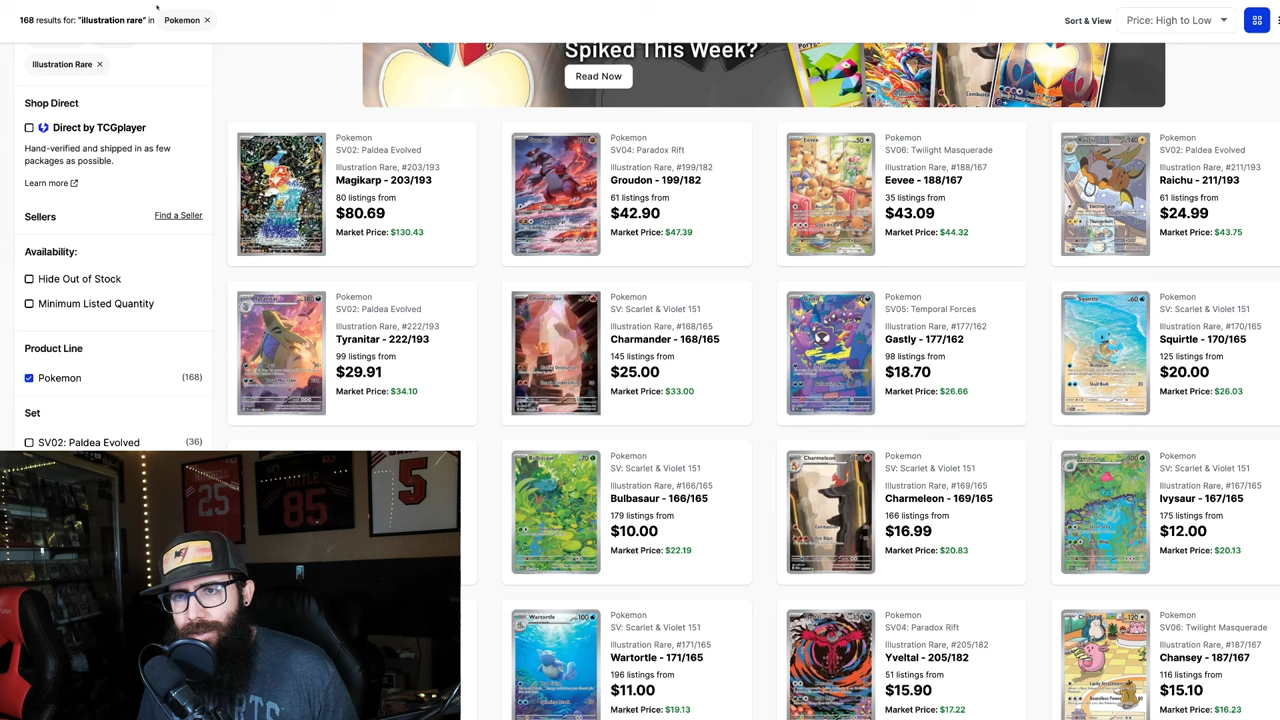 168 results for: "illustration rare" in
Pokemon ×
Sort & View
Price: High to Low
Illustration Rare ×
Spiked This Week?
Read Now
Shop Direct
Direct by TCGplayer
Hand-verified and shipped in as few
packages as possible.
Learn more
Sellers
Find a Seller
Availability:
Hide Out of Stock
Minimum Listed Quantity
Product Line
Pokemon
(168)
Set
SV02: Paldea Evolved
(36)
Pokemon
SV02: Paldea Evolved
Illustration Rare, #203/193
Magikarp - 203/193
80 listings from
$80.69
Market Price: $130.43
Pokemon
SV04: Paradox Rift
Illustration Rare, #199/182
Groudon - 199/182
61 listings from
$42.90
Market Price: $47.39
Pokemon
SV06: Twilight Masquerade
Illustration Rare, #188/167
Eevee - 188/167
35 listings from
$43.09
Market Price: $44.32
Pokemon
SV02: Paldea Evolved
Illustration Rare, #211/193
Raichu - 211/193
61 listings from
$24.99
Market Price: $43.75
Pokemon
SV02: Paldea Evolved
Illustration Rare, #222/193
Tyranitar - 222/193
99 listings from
$29.91
Market Price: $34.10
Pokemon
SV: Scarlet & Violet 151
Illustration Rare, #168/165
Charmander - 168/165
145 listings from
$25.00
Market Price: $33.00
Pokemon
SV05: Temporal Forces
Illustration Rare, #177/162
Gastly - 177/162
98 listings from
$18.70
Market Price: $26.66
Pokemon
SV: Scarlet & Violet 151
Illustration Rare, #170/165
Squirtle - 170/165
125 listings from
$20.00
Market Price: $26.03
Pokemon
SV: Scarlet & Violet 151
Illustration Rare, #166/165
Bulbasaur - 166/165
179 listings from
$10.00
Market Price: $22.19
Pokemon
SV: Scarlet & Violet 151
Illustration Rare, #169/165
Charmeleon - 169/165
166 listings from
$16.99
Market Price: $20.83
Pokemon
SV: Scarlet & Violet 151
Illustration Rare, #167/165
Ivysaur - 167/165
175 listings from
$12.00
Market Price: $20.13
Pokemon
SV: Scarlet & Violet 151
Illustration Rare, #171/165
Wartortle - 171/165
196 listings from
$11.00
Market Price: $19.13
Pokemon
SV04: Paradox Rift
Illustration Rare, #205/182
Yveltal - 205/182
51 listings from
$15.90
Market Price: $17.22
Pokemon
SV06: Twilight Masquerade
Illustration Rare, #187/167
Chansey - 187/167
116 listings from
$15.10
Market Price: $16.23
25
85
5